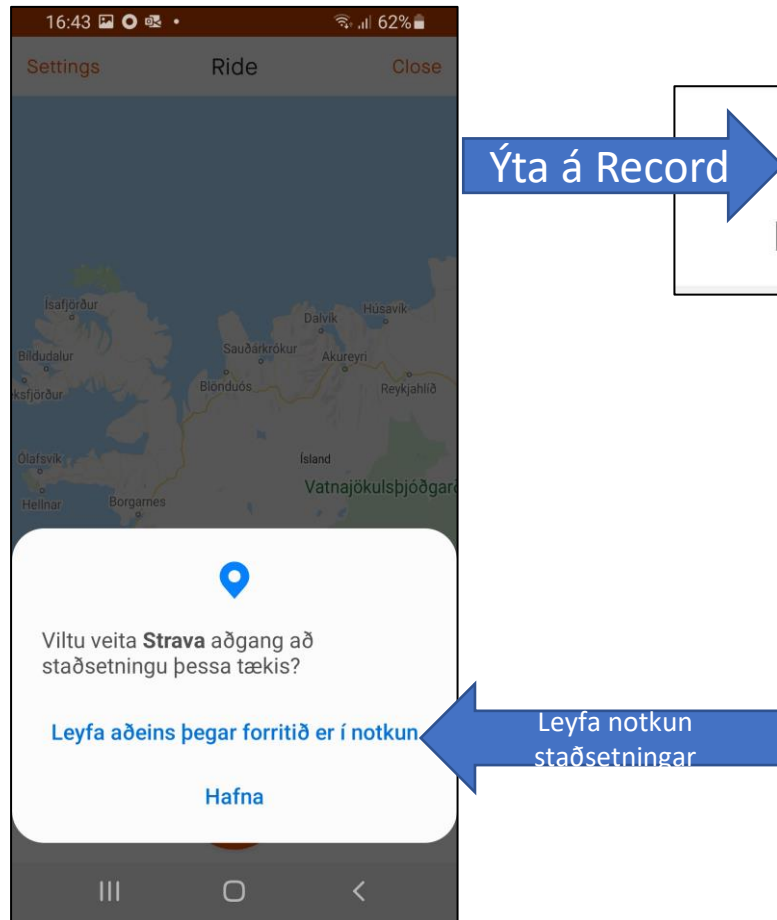 16:43
62%
Settings Ride Close
Ýta á Record
Ísafjörður
Húsavík
Dalvík
Sauðárkrókur
Akureyri
Bíldudalur
Blönduós
Reykjahlíð
ksfjörður
Ólafsvík
Ísland
Vatnajökulsþjóðgar
Hellnar
Borgarnes
Viltu veita Strava aðgang að
staðsetningu þessa tækis?
Leyfa aðeins þegar forritið er í notkun
Leyfa notkun
staðsetningar
Hafna